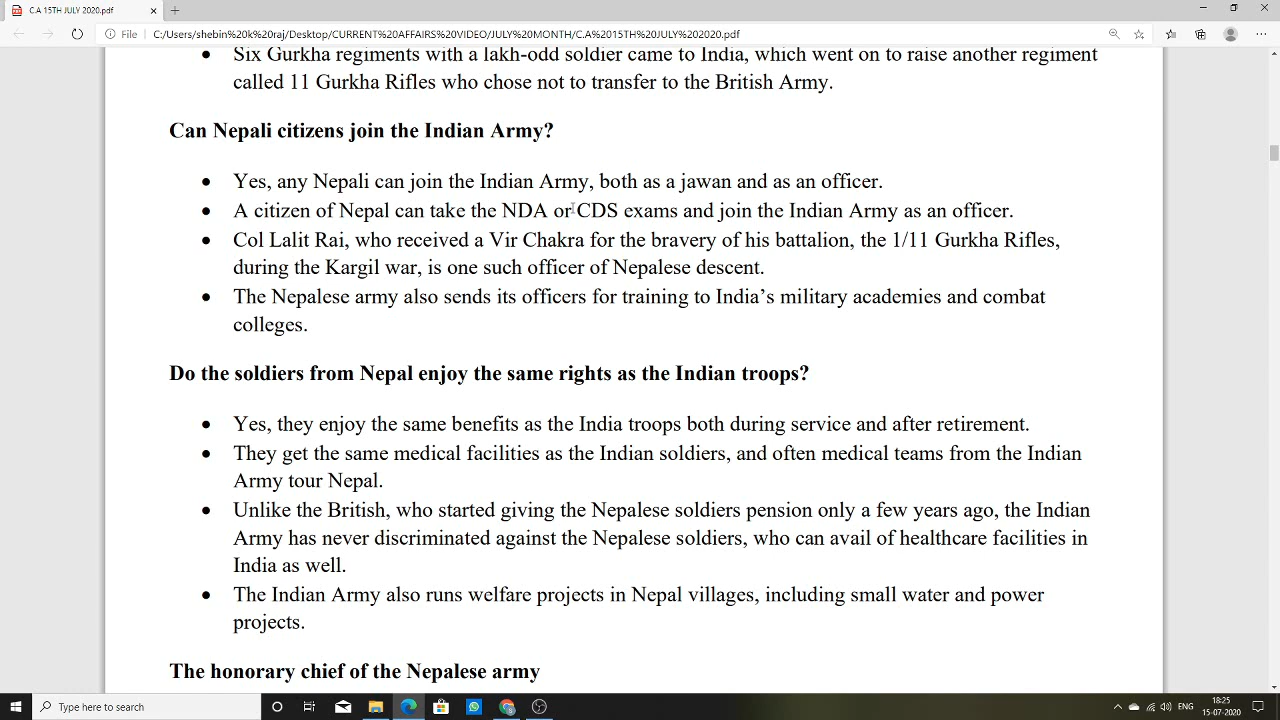 C.A 15TH JULY 2020.pdf
File
C:/Users/shebin%20k%20raj/Desktop/CURRENT%20AFFAIRS%20VIDEO/JULY%20MONTH/C.A%2015TH%20JULY%202020.pdf
• Six Gurkha regiments with a lakh-odd soldier came to India, which went on to raise another regiment
called 11 Gurkha Rifles who chose not to transfer to the British Army.
Can Nepali citizens join the Indian Army?
• Yes, any Nepali can join the Indian Army, both as a jawan and as an officer.
• A citizen of Nepal can take the NDA or CDS exams and join the Indian Army as an officer.
• Col Lalit Rai, who received a Vir Chakra for the bravery of his battalion, the 1/11 Gurkha Rifles,
during the Kargil war, is one such officer of Nepalese descent.
• The Nepalese army also sends its officers for training to India’s military academies and combat
colleges.
Do the soldiers from Nepal enjoy the same rights as the Indian troops?
• Yes, they enjoy the same benefits as the India troops both during service and after retirement.
• They get the same medical facilities as the Indian soldiers, and often medical teams from the Indian
Army tour Nepal.
• Unlike the British, who started giving the Nepalese soldiers pension only a few years ago, the Indian
Army has never discriminated against the Nepalese soldiers, who can avail of healthcare facilities in
India as well.
• The Indian Army also runs welfare projects in Nepal villages, including small water and power
projects.
The honorary chief of the Nepalese army
Type here to search
ENG
18:25
15-07-2020